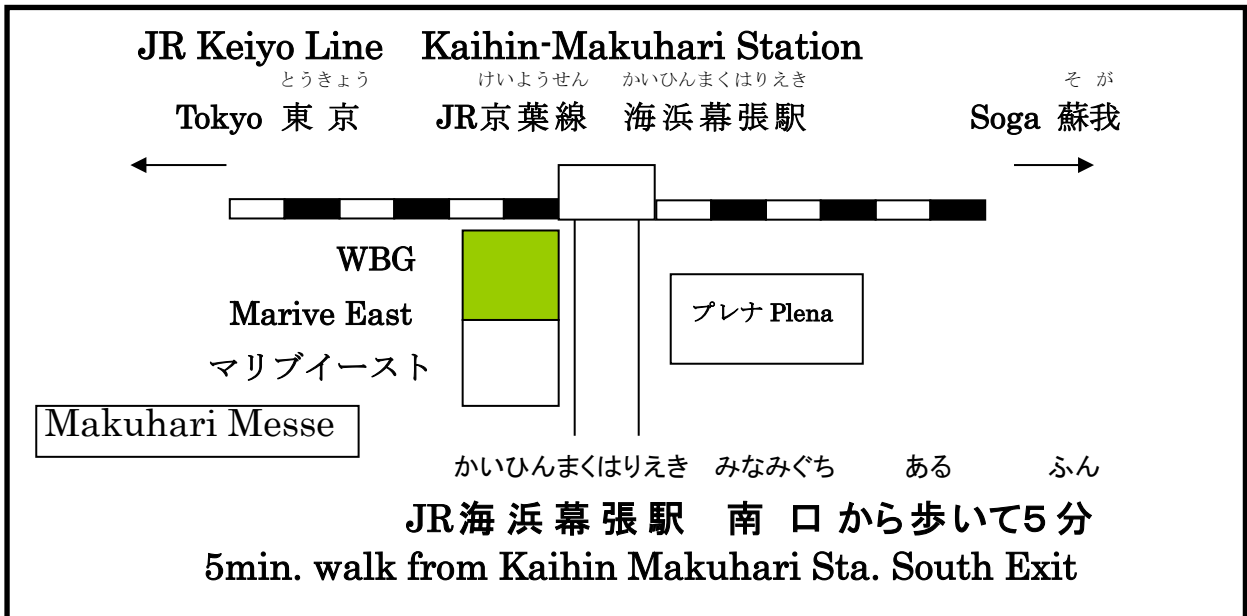 JR Keiyo Line Kaihin-Makuhari Station
とうきょう けいようせん かいひんまくはりえき そが
Tokyo 東京 JR京葉線 海浜幕張駅 Soga 蘇我
WBG
Marive East
マリブイースト
プレナ Plena
Makuhari Messe
かいひんまくはりえき みなみぐち ある ふん
JR海浜幕張駅 南口から歩いて5分
5min. walk from Kaihin Makuhari Sta. South Exit